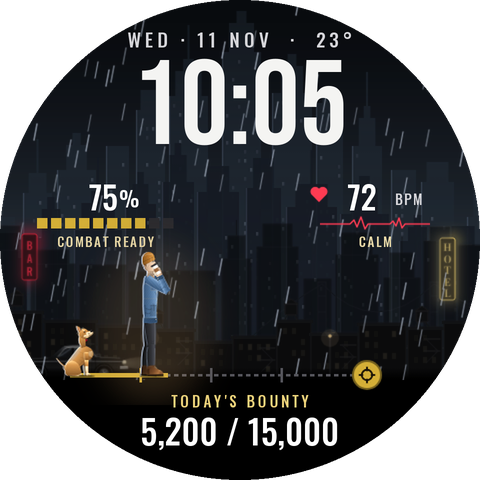 WED · 11 NOV · 23°
10:05
75%
COMBAT READY
72 BPM
CALM
BAR
HOTEL
TODAY'S BOUNTY
5,200 / 15,000